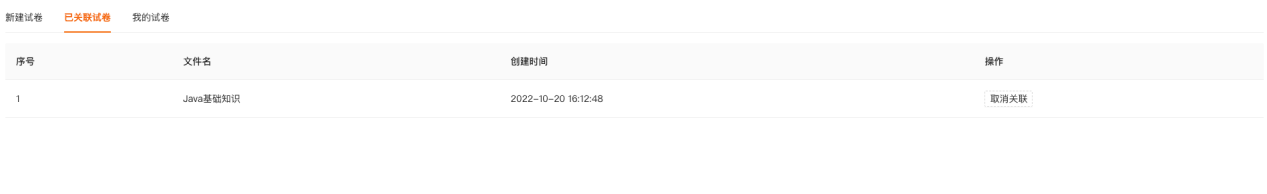 新建试卷 已关联试卷 我的试卷
序号 文件名 创建时间 操作
1 Java基础知识 2022-10-20 16:12:48 取消关联